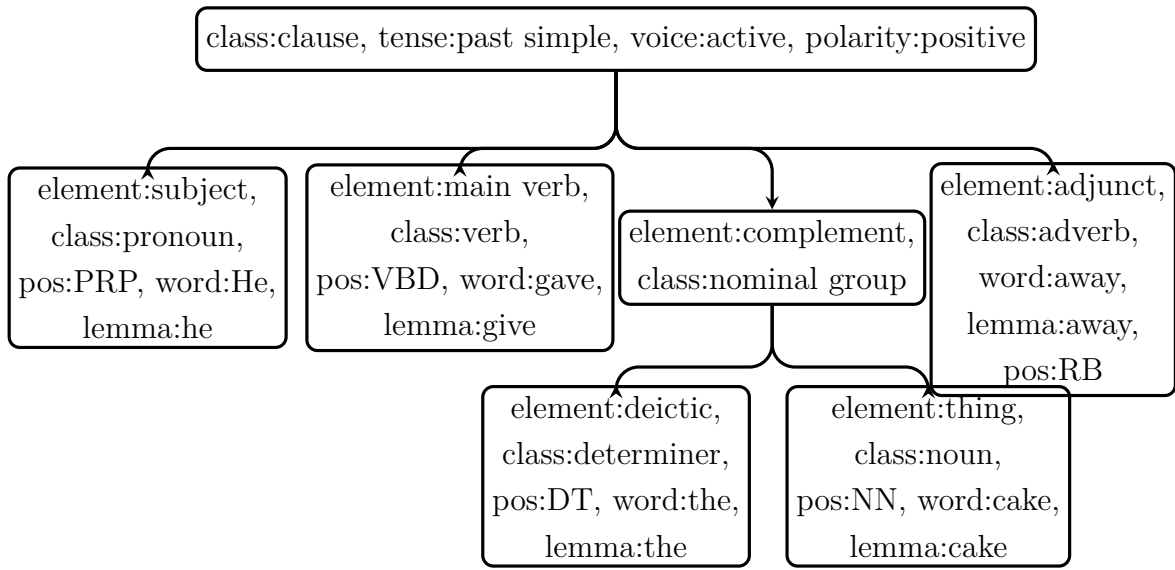 class:clause, tense:past simple, voice:active, polarity:positive
element:subject,
class:pronoun,
pos:PRP, word:He,
lemma:he
element:main verb,
class:verb,
pos:VBD, word:gave,
lemma:give
element:complement,
class:nominal group
element:adjunct,
class:adverb,
word:away,
lemma:away,
pos:RB
element:deictic,
class:determiner,
pos:DT, word:the,
lemma:the
element:thing,
class:noun,
pos:NN, word:cake,
lemma:cake